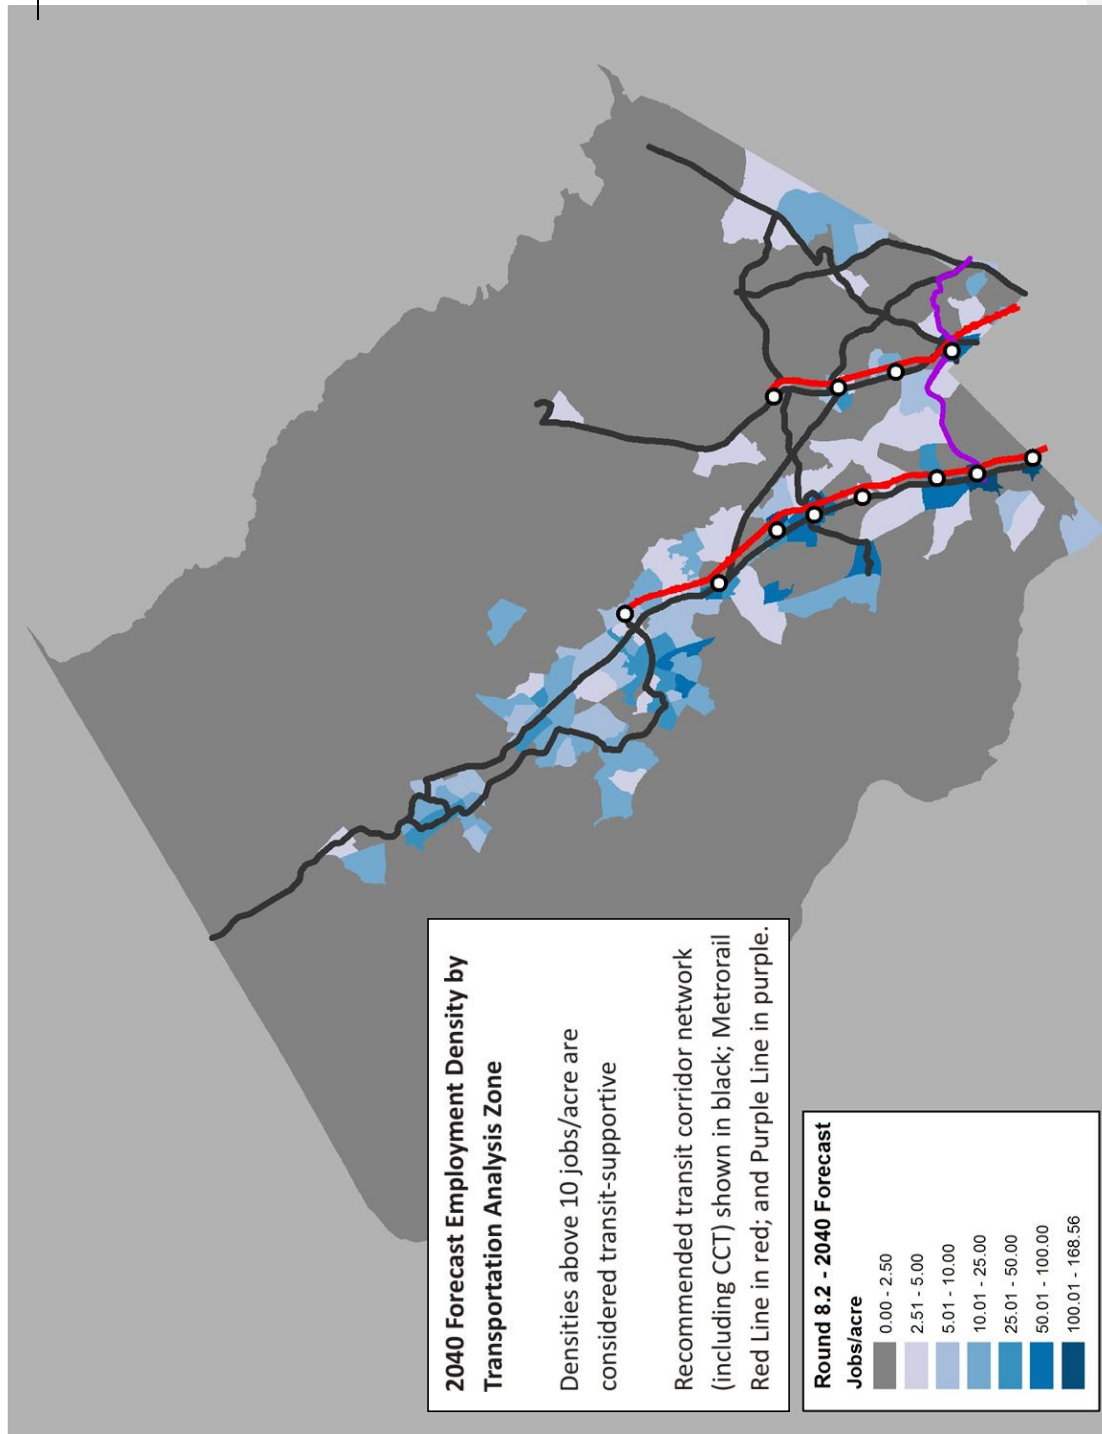 2040 Forecast Employment Density by
Transportation Analysis Zone
Densities above 10 jobs/acre are
considered transit-supportive
Recommended transit corridor network
(including CCT) shown in black; Metrorail
Red Line in red; and Purple Line in purple.
Round 8.2 - 2040 Forecast
Jobs/acre
0.00 - 2.50
2.51 - 5.00
5.01 - 10.00
10.01 - 25.00
25.01 - 50.00
50.01 - 100.00
100.01 - 168.56